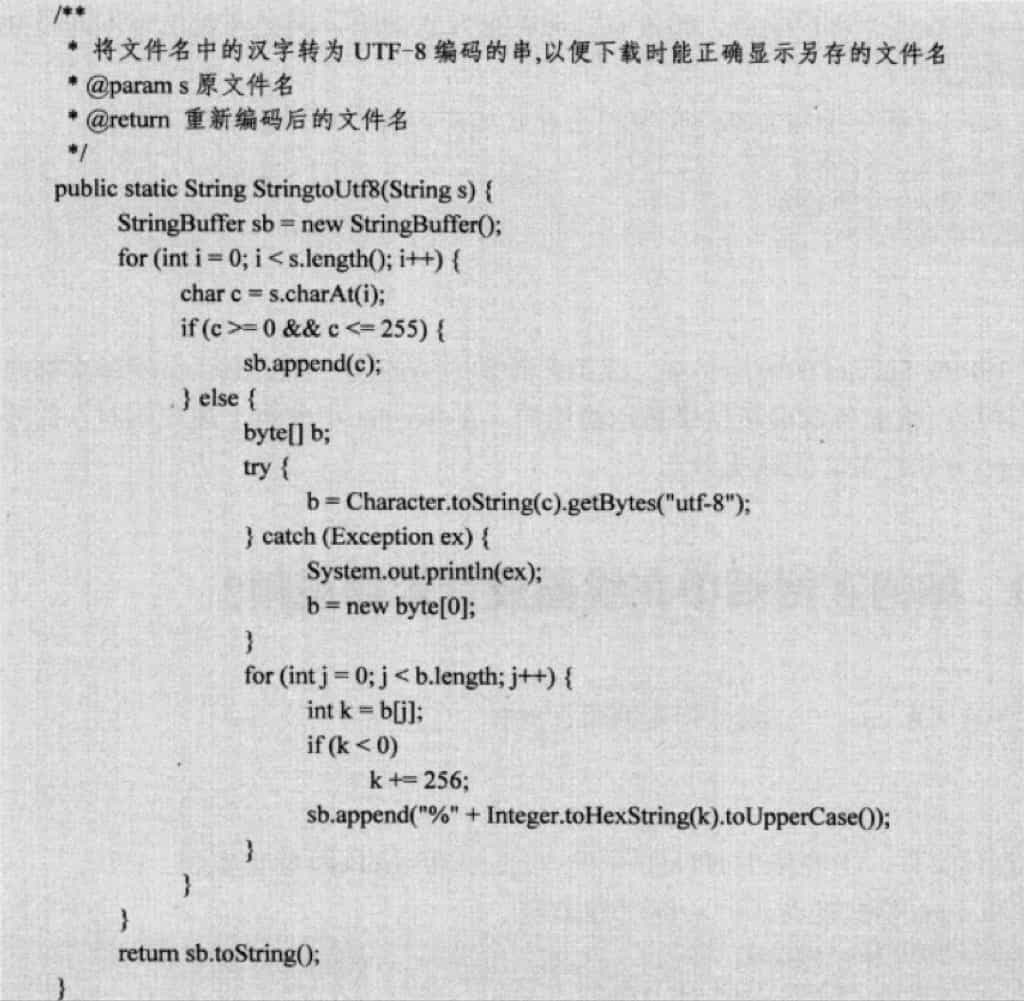 /**
 * 将文件名中的汉字转为 UTF-8 编码的串,以便下载时能正确显示另存的文件名
 * @param s 原文件名
 * @return 重新编码后的文件名
 */
public static String StringtoUtf8(String s) {
      StringBuffer sb = new StringBuffer();
      for (int i = 0; i < s.length(); i++) {
            char c = s.charAt(i);
            if (c >= 0 && c <= 255) {
                  sb.append(c);
            } else {
                  byte[] b;
                  try {
                        b = Character.toString(c).getBytes("utf-8");
                  } catch (Exception ex) {
                        System.out.println(ex);
                        b = new byte[0];
                  }
                  for (int j = 0; j < b.length; j++) {
                        int k = b[j];
                        if (k < 0)
                              k += 256;
                        sb.append("%" + Integer.toHexString(k).toUpperCase());
                  }
            }
      }
      return sb.toString();
}